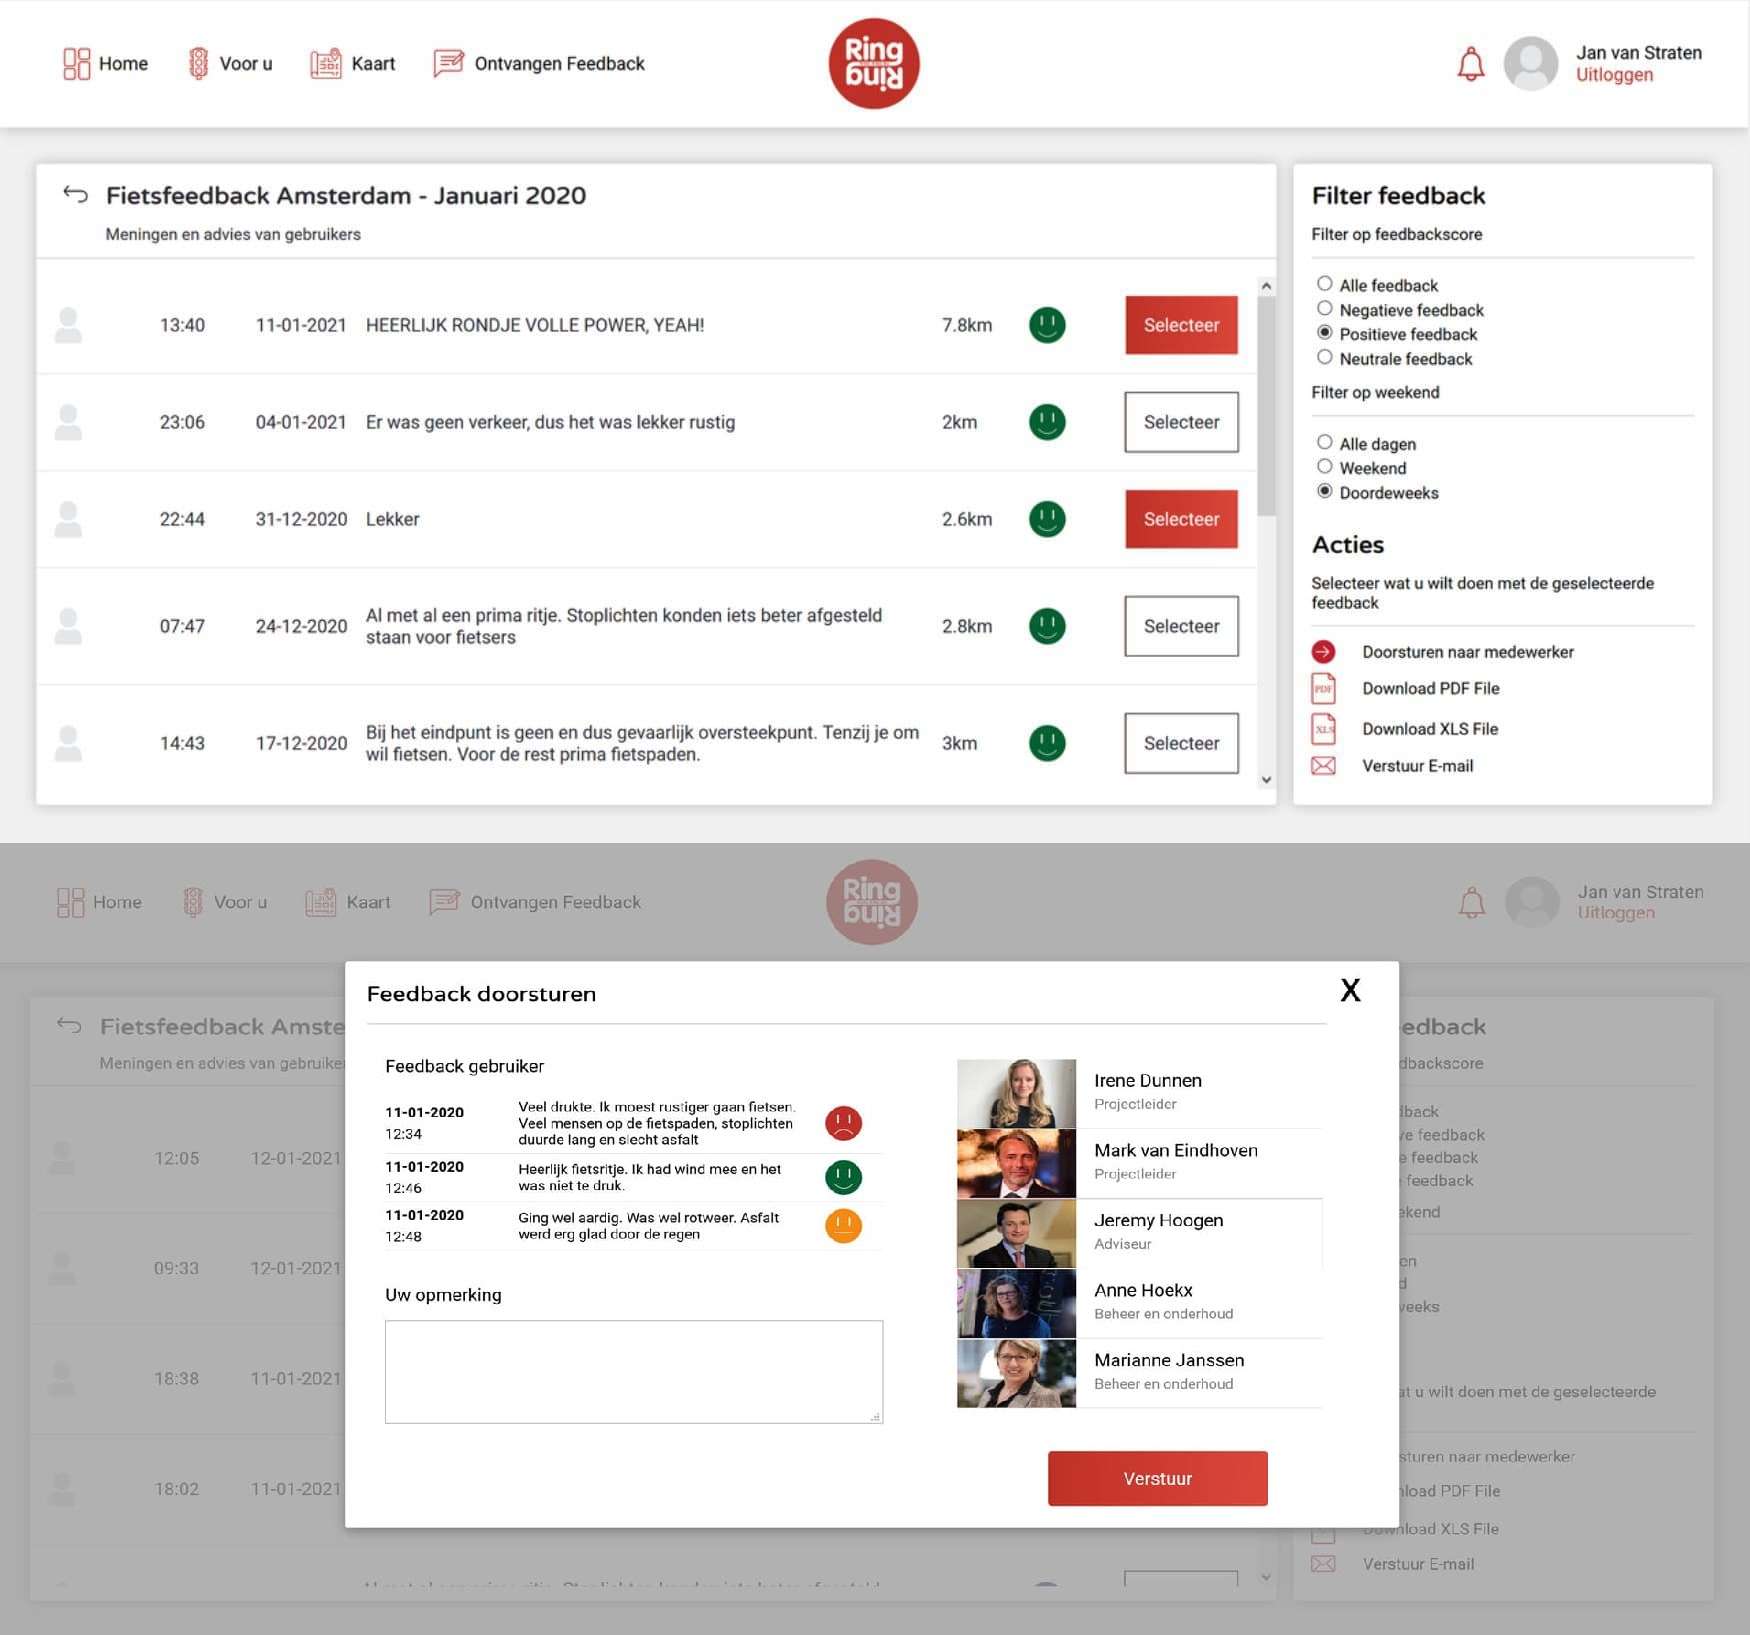 Home
Voor u
Kaart
Ontvangen Feedback
Ring
Ring
Jan van Straten
Uitloggen
Fietsfeedback Amsterdam - Januari 2020
Meningen en advies van gebruikers
13:40 11-01-2021 HEERLIJK RONDJE VOLLE POWER, YEAH! 7.8km Selecteer
23:06 04-01-2021 Er was geen verkeer, dus het was lekker rustig 2km Selecteer
22:44 31-12-2020 Lekker 2.6km Selecteer
07:47 24-12-2020 Al met al een prima ritje. Stoplichten konden iets beter afgesteld
staan voor fietsers 2.8km Selecteer
14:43 17-12-2020 Bij het eindpunt is geen en dus gevaarlijk oversteekpunt. Tenzij je om
wil fietsen. Voor de rest prima fietspaden. 3km Selecteer
Filter feedback
Filter op feedbackscore
Alle feedback
Negatieve feedback
Positieve feedback
Neutrale feedback
Filter op weekend
Alle dagen
Weekend
Doordeweeks
Acties
Selecteer wat u wilt doen met de geselecteerde
feedback
Doorsturen naar medewerker
PDF Download PDF File
XLS Download XLS File
Verstuur E-mail
Home
Voor u
Kaart
Ontvangen Feedback
Ring
Ring
Jan van Straten
Uitloggen
Fietsfeedback Amste
Meningen en advies van gebruike
12:05 12-01-2021
09:33 12-01-2021
18:38 11-01-2021
18:02 11-01-2021
Feedback doorsturen
X
Feedback gebruiker
11-01-2020
12:34
Veel drukte. Ik moest rustiger gaan fietsen.
Veel mensen op de fietspaden, stoplichten
duurde lang en slecht asfalt
11-01-2020
12:46
Heerlijk fietsritje. Ik had wind mee en het
was niet te druk.
11-01-2020
12:48
Ging wel aardig. Was wel rotweer. Asfalt
werd erg glad door de regen
Uw opmerking
Irene Dunnen
Projectleider
Mark van Eindhoven
Projectleider
Jeremy Hoogen
Adviseur
Anne Hoekx
Beheer en onderhoud
Marianne Janssen
Beheer en onderhoud
Verstuur
eedback
dbackscore
dback
ve feedback
e feedback
feedback
ekend
en
d
weeks
at u wilt doen met de geselecteerde
sturen naar medewerker
nload PDF File
Download XLS File
Verstuur E-mail